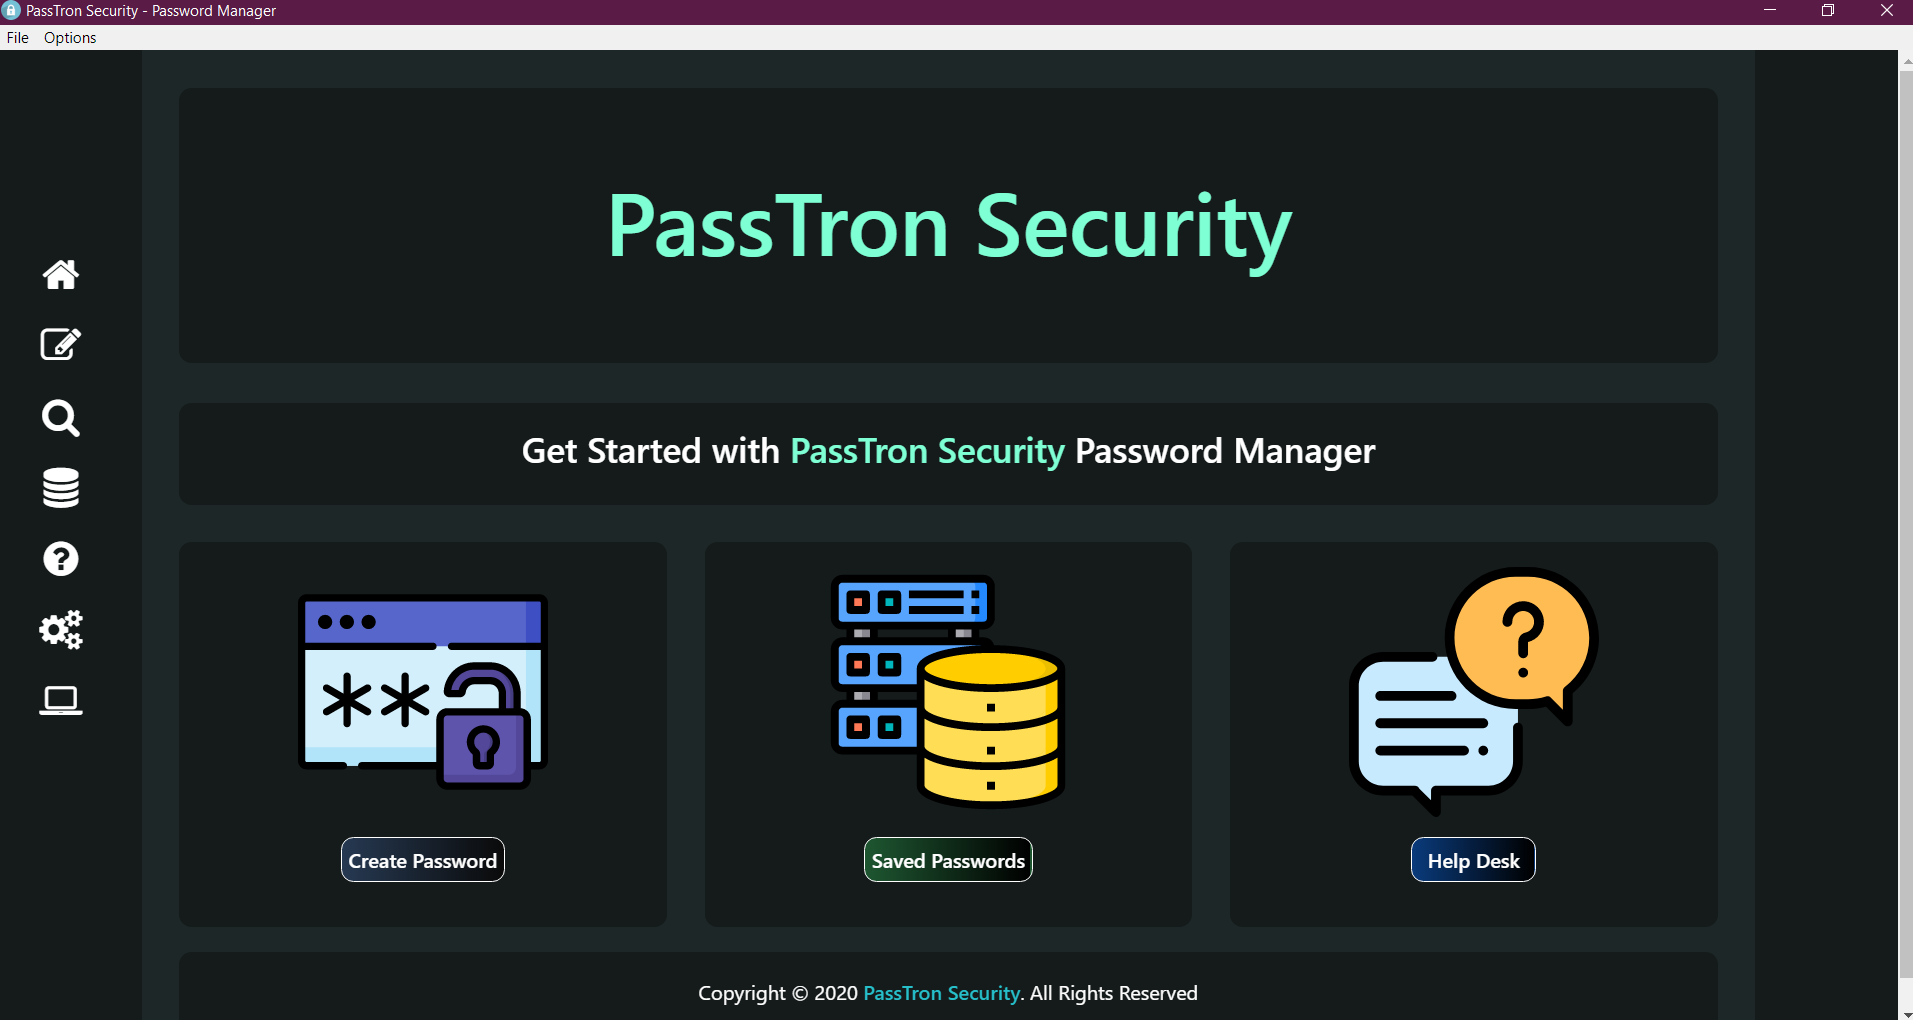 PassTron Security - Password Manager
File Options
PassTron Security
Get Started with PassTron Security Password Manager
Create Password
Saved Passwords
Help Desk
Copyright © 2020 PassTron Security. All Rights Reserved